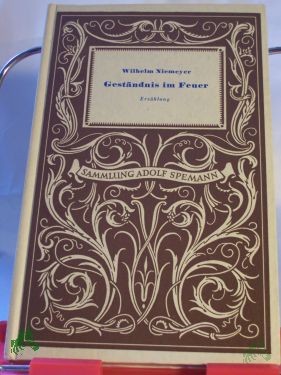 Wilhelm Niemeyer
Geständnis im Feuer
Erzählung
SAMMLUNG ADOLF SPEMANN